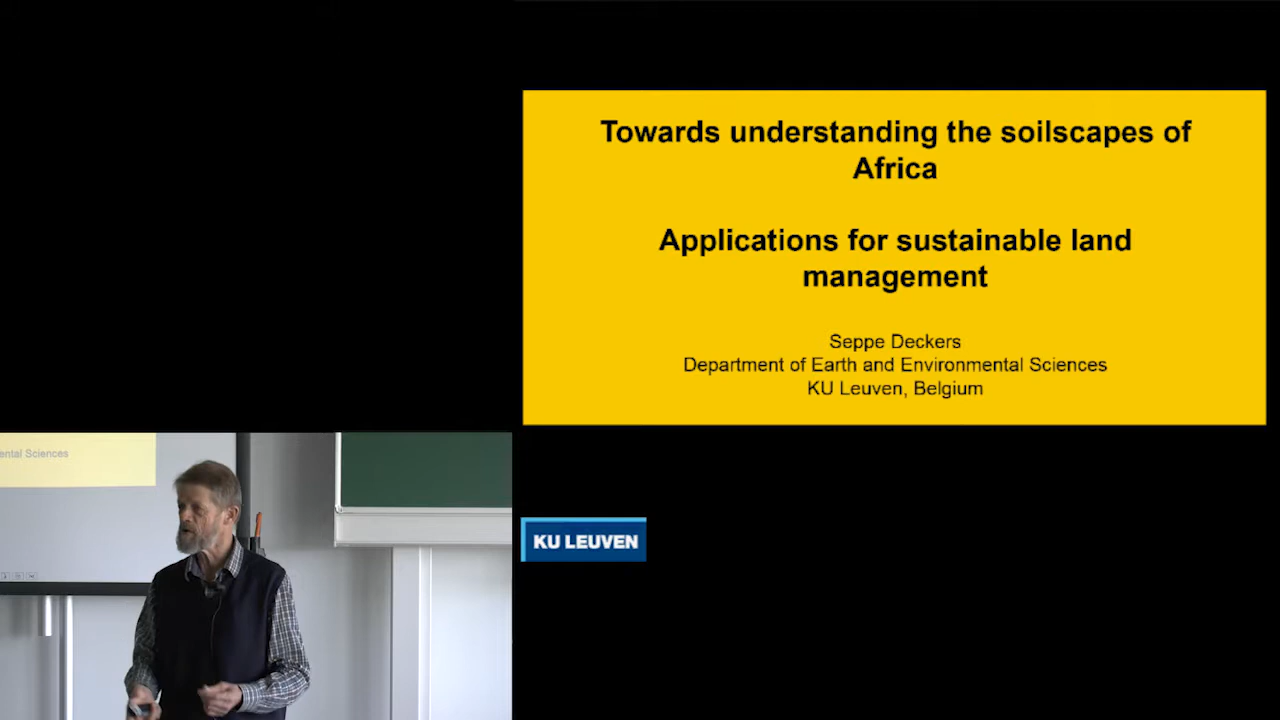 Towards understanding the soilscapes of
Africa
Applications for sustainable land
management
Seppe Deckers
Department of Earth and Environmental Sciences
KU Leuven, Belgium
ental Sciences
KU LEUVEN